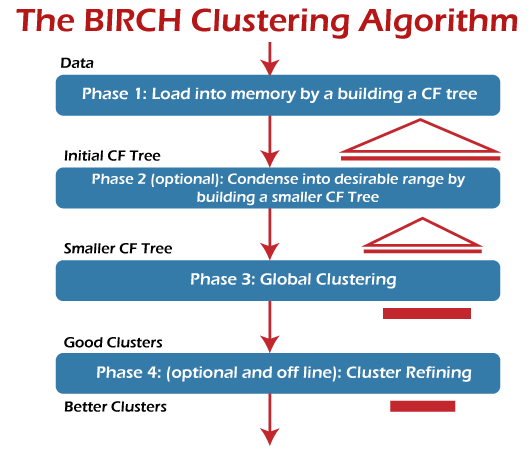 The BIRCH Clustering Algorithm
Data
Phase 1: Load into memory by a building a CF tree
Initial CF Tree
Phase 2 (optional): Condense into desirable range by
building a smaller CF Tree
Smaller CF Tree
Phase 3: Global Clustering
Good Clusters
Phase 4: (optional and off line): Cluster Refining
Better Clusters